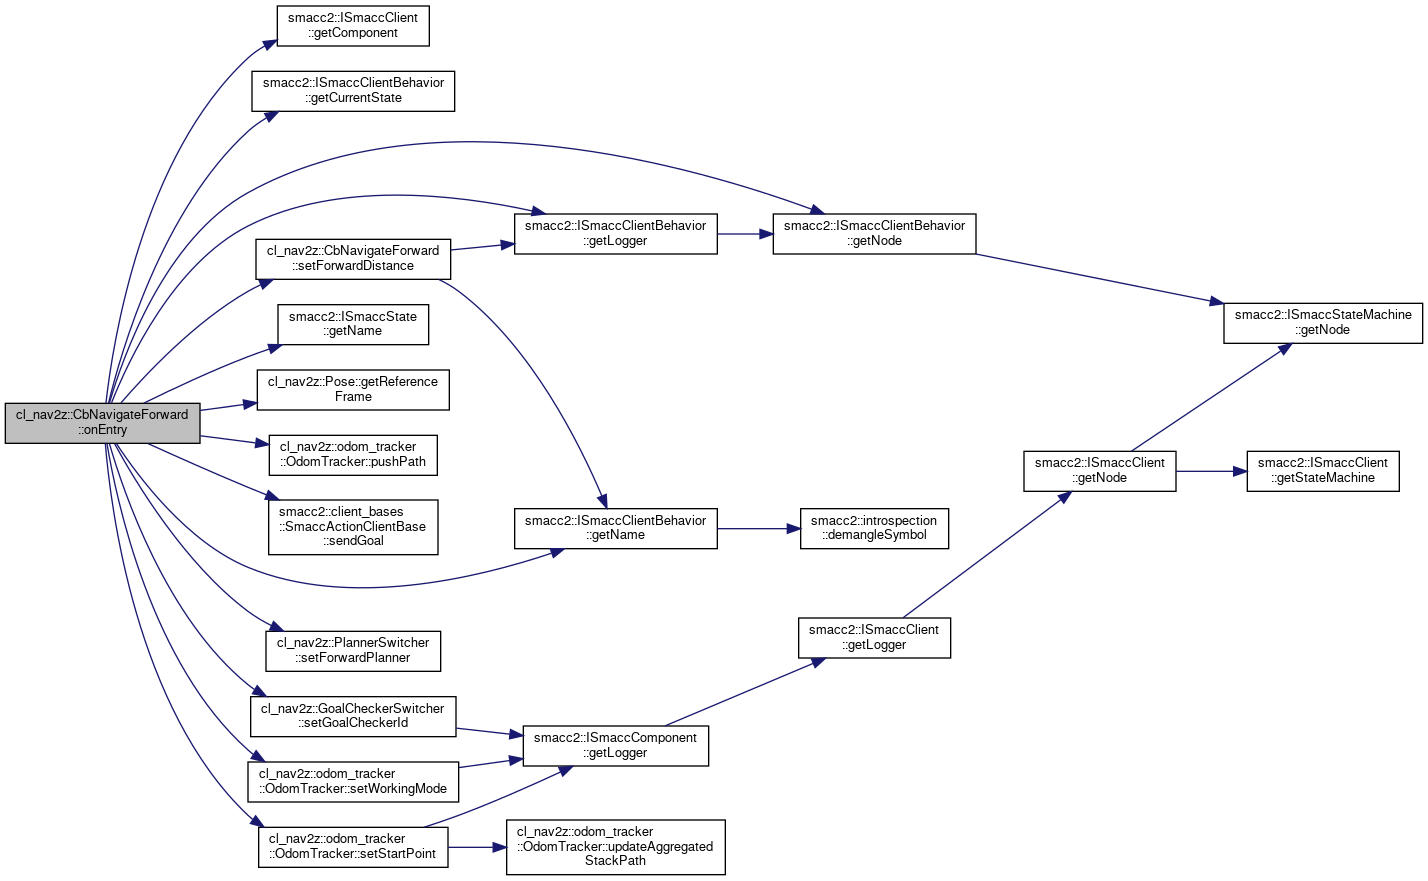 smacc2::ISmaccClient
::getComponent
smacc2::ISmaccClientBehavior
::getCurrentState
smacc2::ISmaccClientBehavior
::getLogger
smacc2::ISmaccClientBehavior
::getNode
cl_nav2z::CbNavigateForward
::setForwardDistance
smacc2::ISmaccState
::getName
smacc2::ISmaccStateMachine
::getNode
cl_nav2z::Pose::getReference
Frame
cl_nav2z::CbNavigateForward
::onEntry
cl_nav2z::odom_tracker
::OdomTracker::pushPath
smacc2::ISmaccClient
::getNode
smacc2::ISmaccClient
::getStateMachine
smacc2::client_bases
::SmaccActionClientBase
::sendGoal
smacc2::ISmaccClientBehavior
::getName
smacc2::introspection
::demangleSymbol
cl_nav2z::PlannerSwitcher
::setForwardPlanner
smacc2::ISmaccClient
::getLogger
cl_nav2z::GoalCheckerSwitcher
::setGoalCheckerId
smacc2::ISmaccComponent
::getLogger
cl_nav2z::odom_tracker
::OdomTracker::setWorkingMode
cl_nav2z::odom_tracker
::OdomTracker::setStartPoint
cl_nav2z::odom_tracker
::OdomTracker::updateAggregated
StackPath